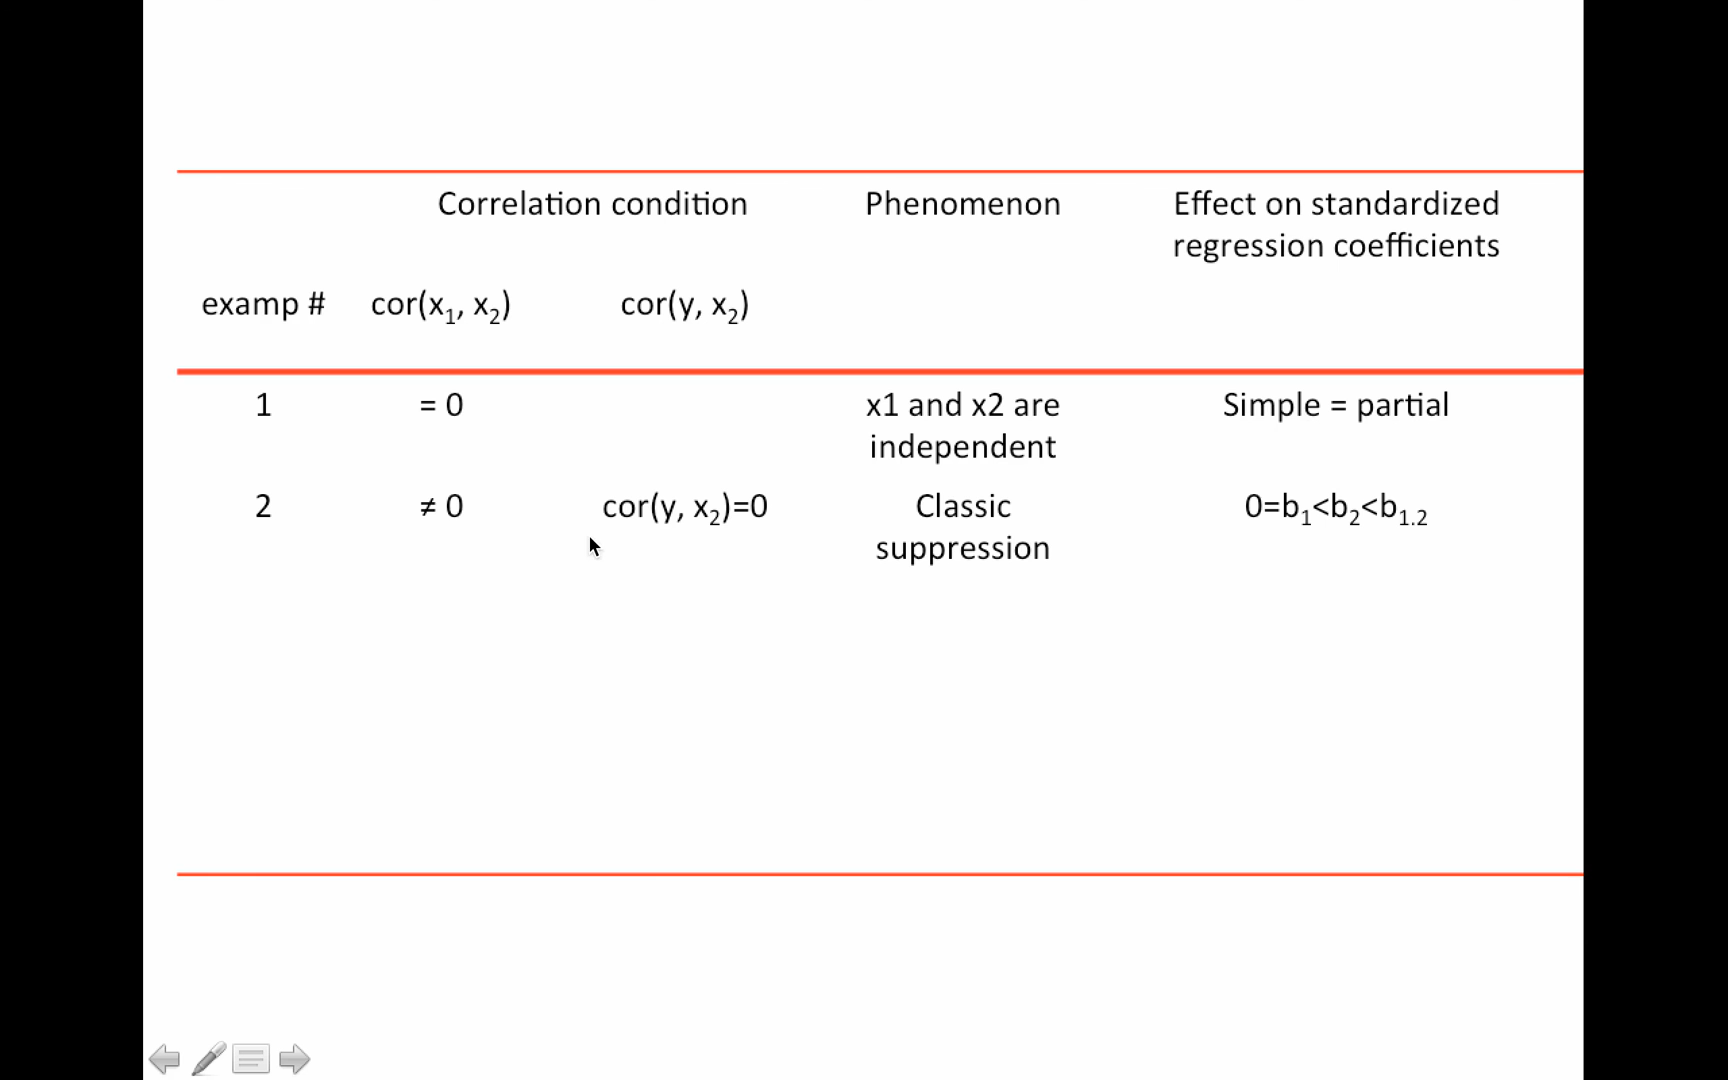 Correlation condition Phenomenon Effect on standardized
regression coefficients
examp # cor(x₁, x₂) cor(y, x₂)
1 = 0 x1 and x2 are Simple = partial
independent
2 ≠ 0 cor(y, x₂)=0 Classic 0=b₁<b₂<b₁.₂
suppression